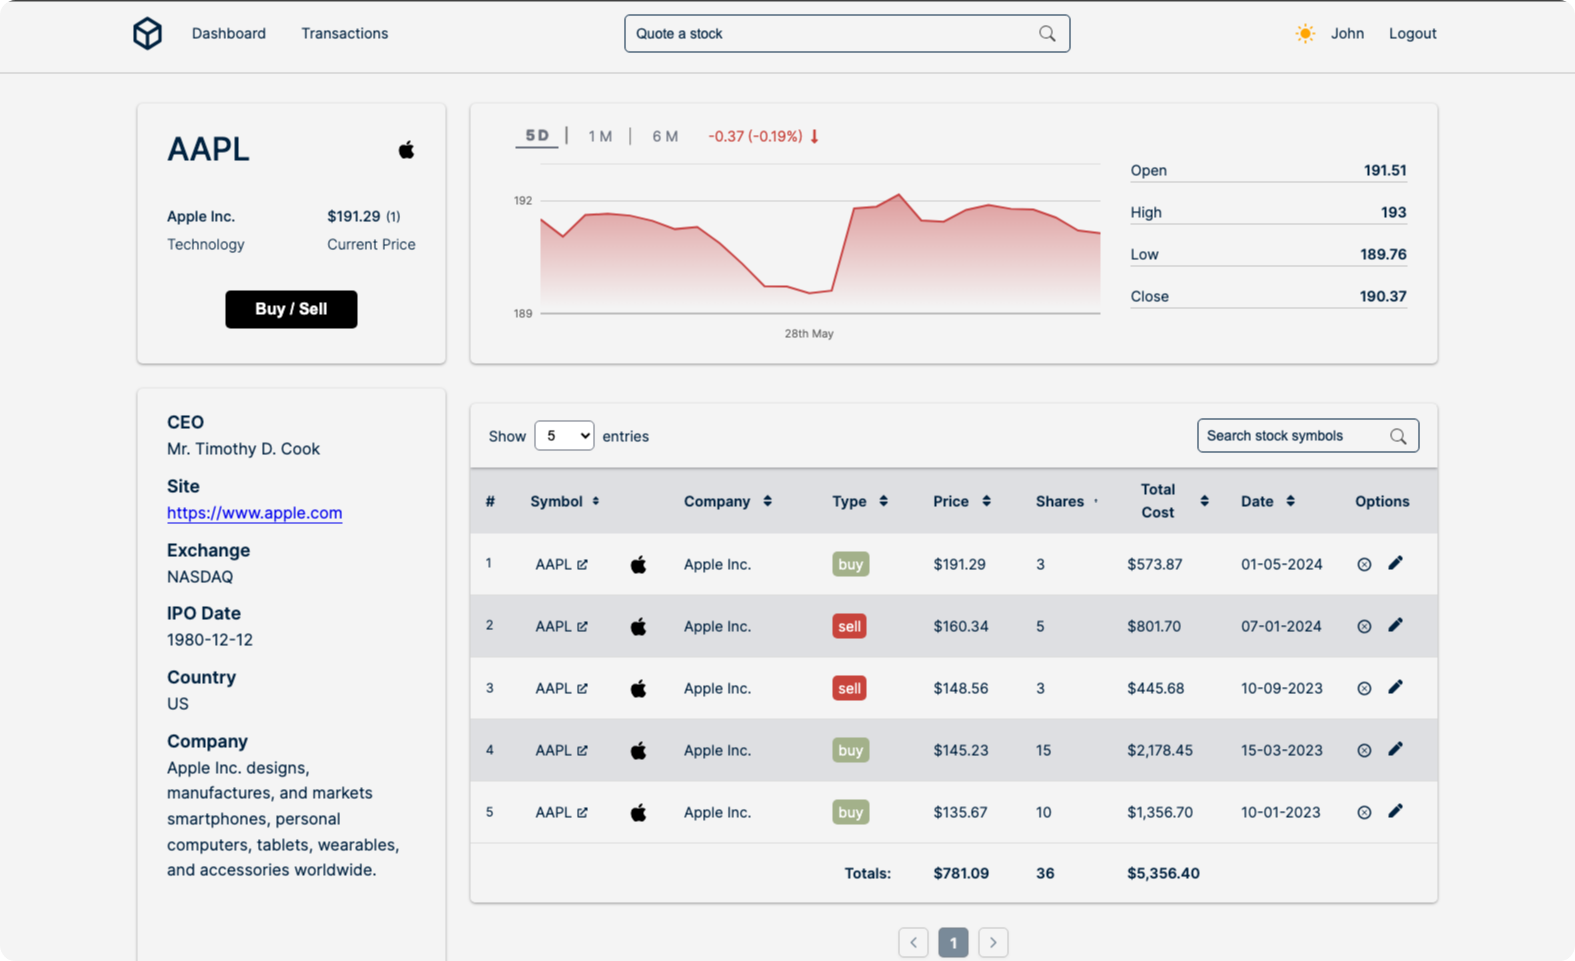 Dashboard Transactions Quote a stock John Logout
AAPL
Apple Inc. $191.29 (1)
Technology Current Price
Buy / Sell
5 D | 1 M | 6 M -0.37 (-0.19%)
192
189
28th May
Open 191.51
High 193
Low 189.76
Close 190.37
CEO
Mr. Timothy D. Cook
Site
https://www.apple.com
Exchange
NASDAQ
IPO Date
1980-12-12
Country
US
Company
Apple Inc. designs,
manufactures, and markets
smartphones, personal
computers, tablets, wearables,
and accessories worldwide.
Show 5 entries Search stock symbols
# Symbol Company Type Price Shares Total Cost Date Options
1 AAPL Apple Inc. buy $191.29 3 $573.87 01-05-2024
2 AAPL Apple Inc. sell $160.34 5 $801.70 07-01-2024
3 AAPL Apple Inc. sell $148.56 3 $445.68 10-09-2023
4 AAPL Apple Inc. buy $145.23 15 $2,178.45 15-03-2023
5 AAPL Apple Inc. buy $135.67 10 $1,356.70 10-01-2023
Totals: $781.09 36 $5,356.40
1